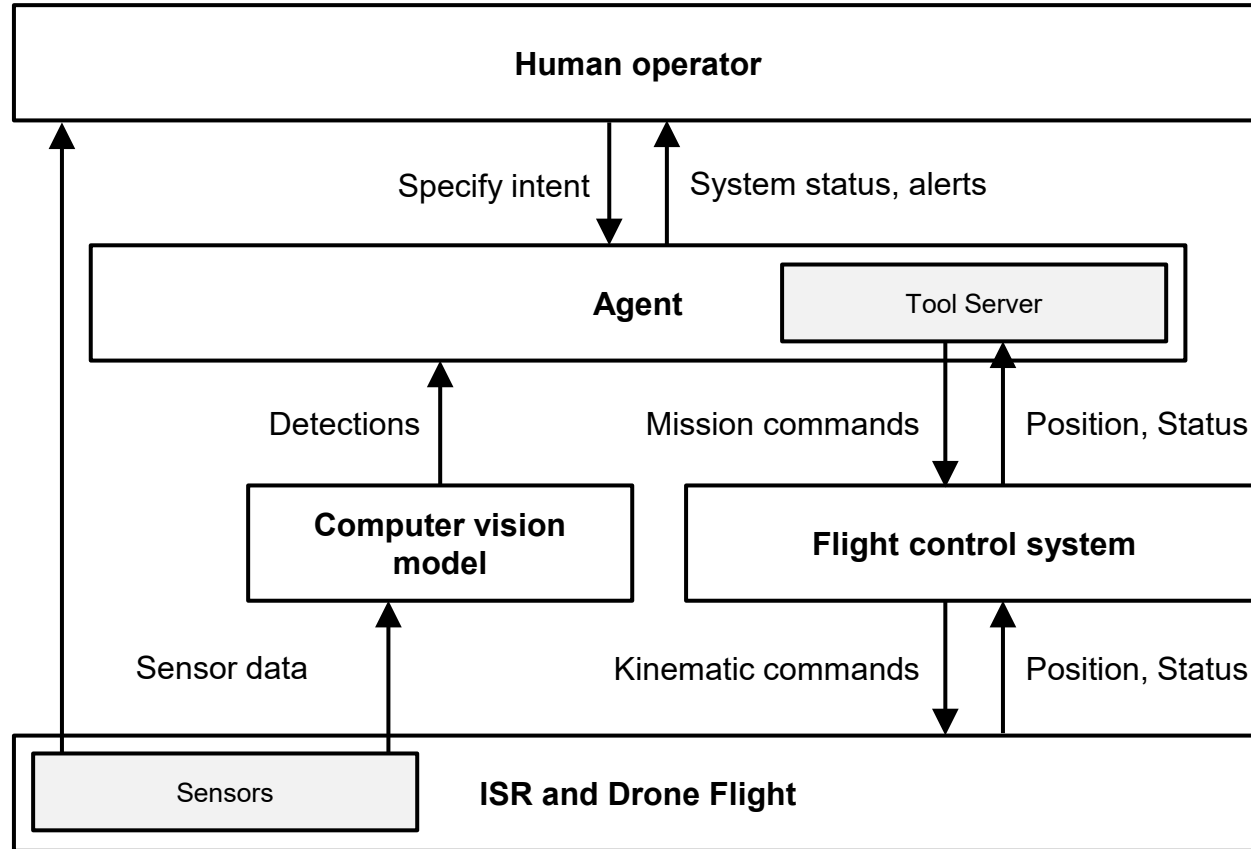 Human operator
Specify intent
System status, alerts
Agent
Tool Server
Detections
Mission commands
Position, Status
Computer vision
model
Flight control system
Sensor data
Kinematic commands
Position, Status
Sensors
ISR and Drone Flight